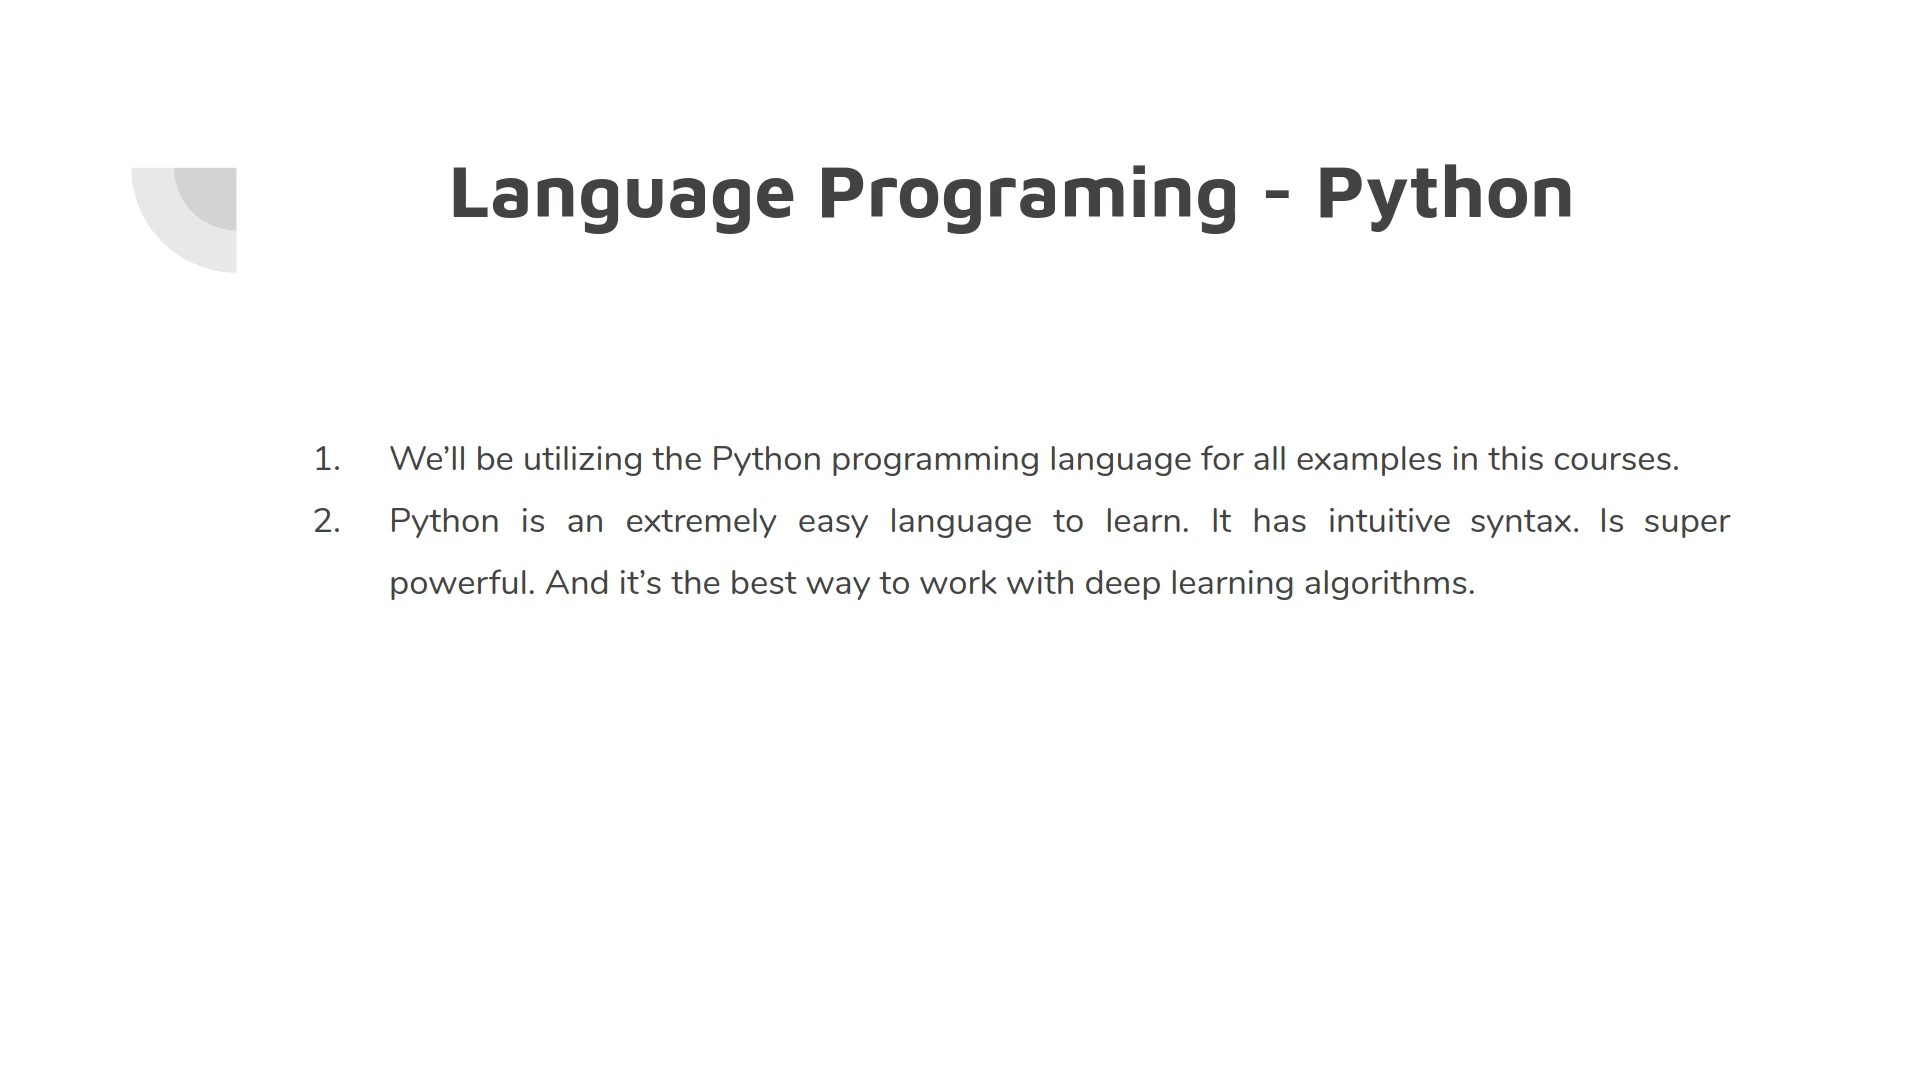 Language Programing - Python
1. We’ll be utilizing the Python programming language for all examples in this courses.
2. Python is an extremely easy language to learn. It has intuitive syntax. Is super
powerful. And it’s the best way to work with deep learning algorithms.